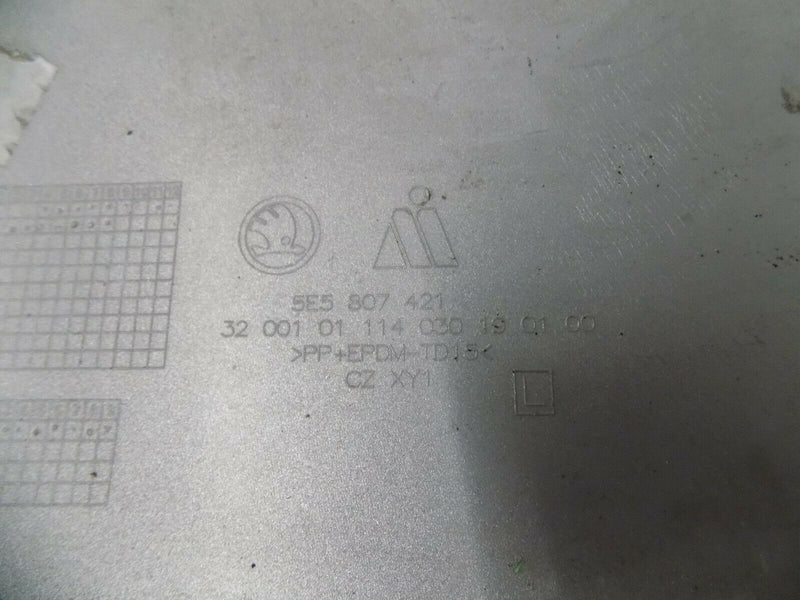 5E5 807 421
32 001 01 114 030 19 01 00
>PP+EPDM-TD15<
CZ XY1
L